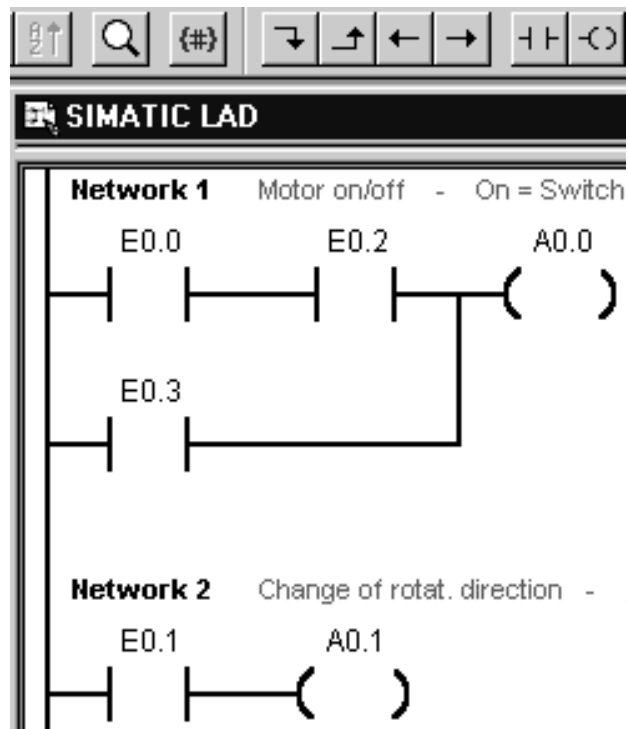 {#}
SIMATIC LAD
Network 1 Motor on/off - On = Switch
E0.0 E0.2 A0.0
E0.3
Network 2 Change of rotat. direction -
E0.1 A0.1